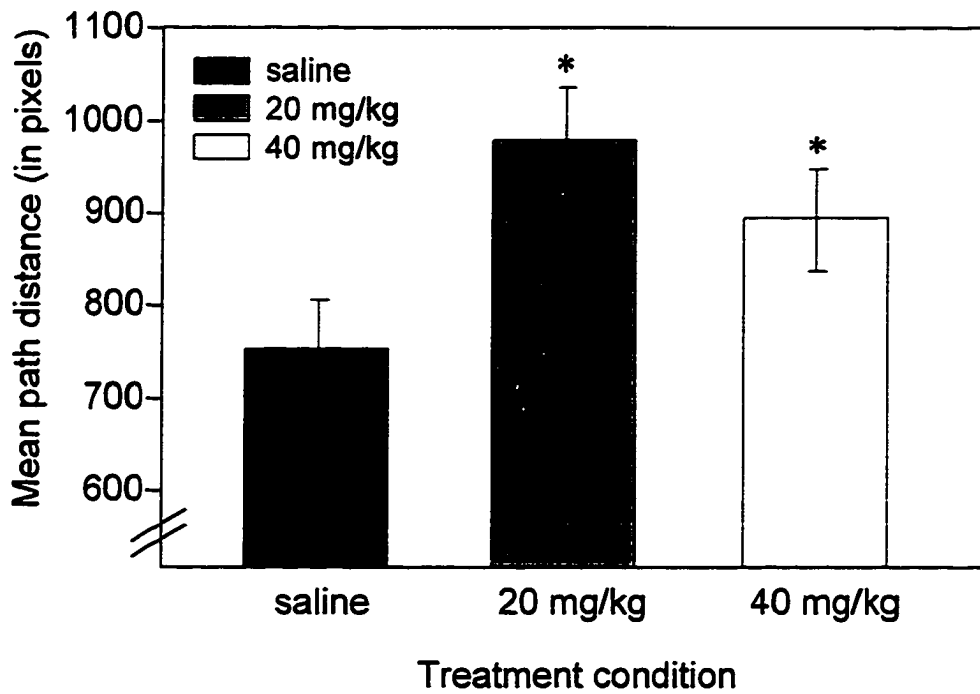 1100
1000
900
800
700
600
Mean path distance (in pixels)
saline
20 mg/kg
40 mg/kg
*
*
saline
20 mg/kg
40 mg/kg
Treatment condition